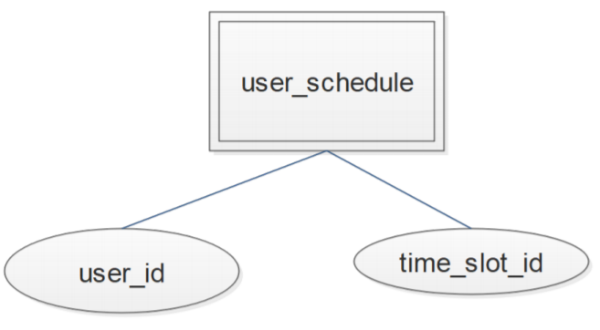 user_schedule
user_id
time_slot_id